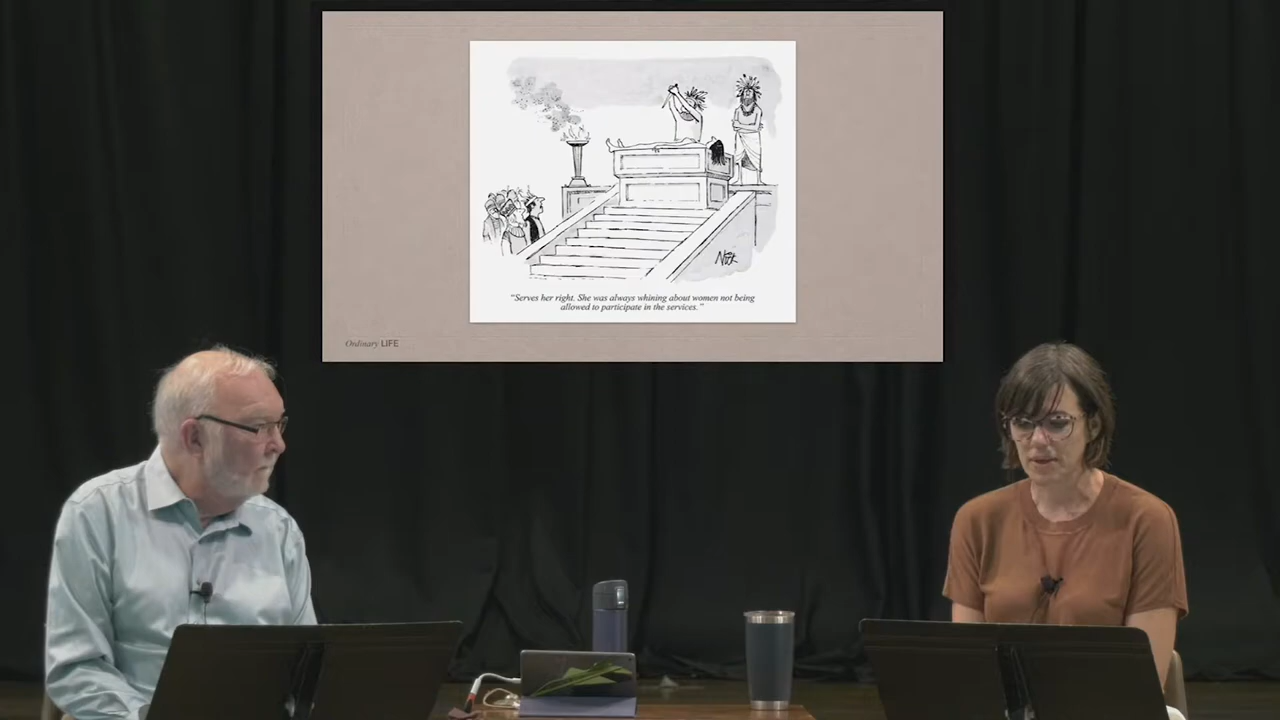 Nick
"Serves her right. She was always whining about women not being
allowed to participate in the services."
Ordinary LIFE